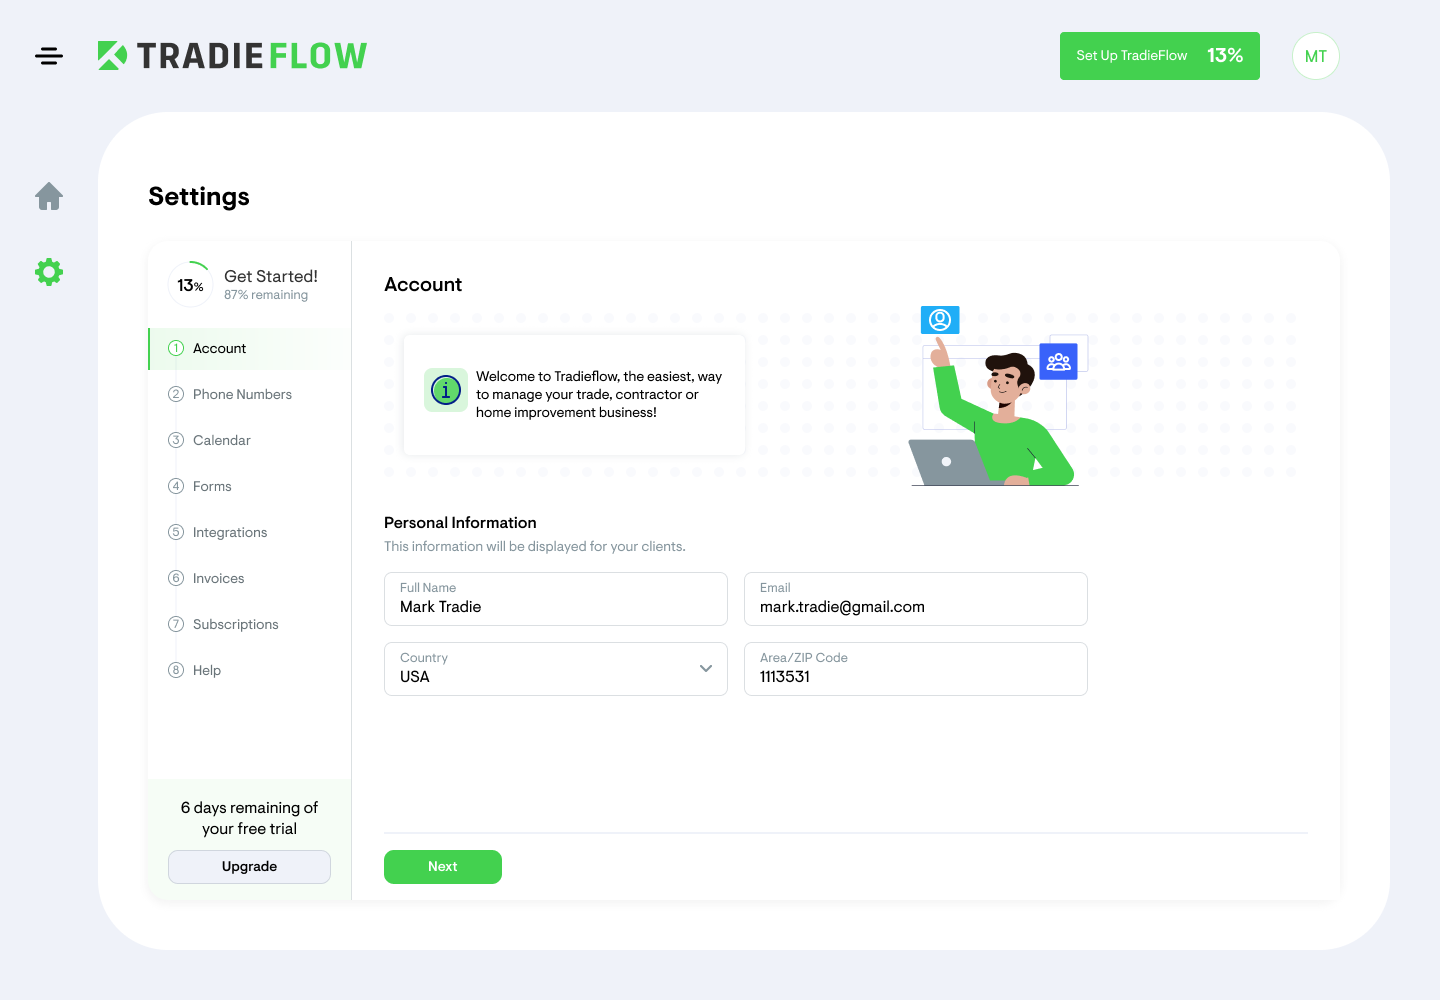 TRADIEFLOW
Set Up TradieFlow 13%
MT
Settings
13%
Get Started!
87% remaining
1 Account
2 Phone Numbers
3 Calendar
4 Forms
5 Integrations
6 Invoices
7 Subscriptions
8 Help
6 days remaining of
your free trial
Upgrade
Account
i
Welcome to Tradieflow, the easiest, way
to manage your trade, contractor or
home improvement business!
Personal Information
This information will be displayed for your clients.
Full Name
Mark Tradie
Email
mark.tradie@gmail.com
Country
USA
Area/ZIP Code
1113531
Next